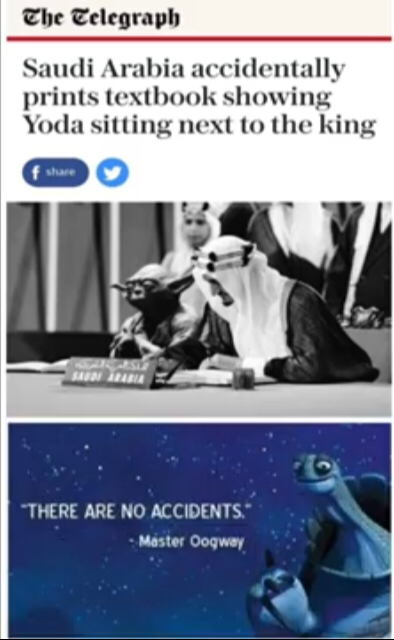 The Telegraph
Saudi Arabia accidentally
prints textbook showing
Yoda sitting next to the king
f share
SAUDI ARABIA
"THERE ARE NO ACCIDENTS."
- Master Oogway